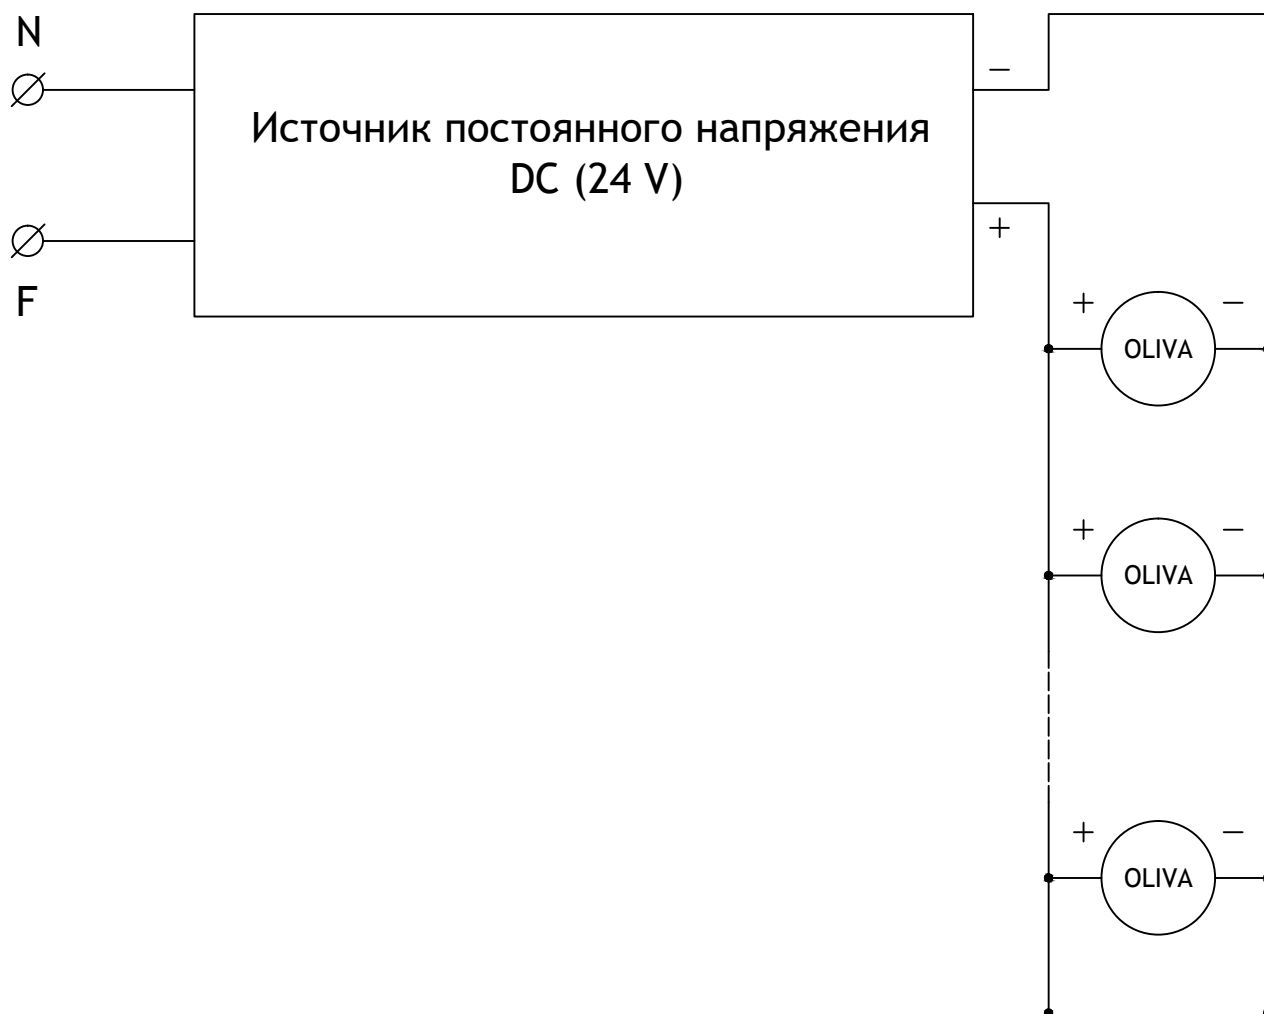 N
−
Источник постоянного напряжения
DC (24 V)
+
F
+ −
OLIVA
+ −
OLIVA
+ −
OLIVA